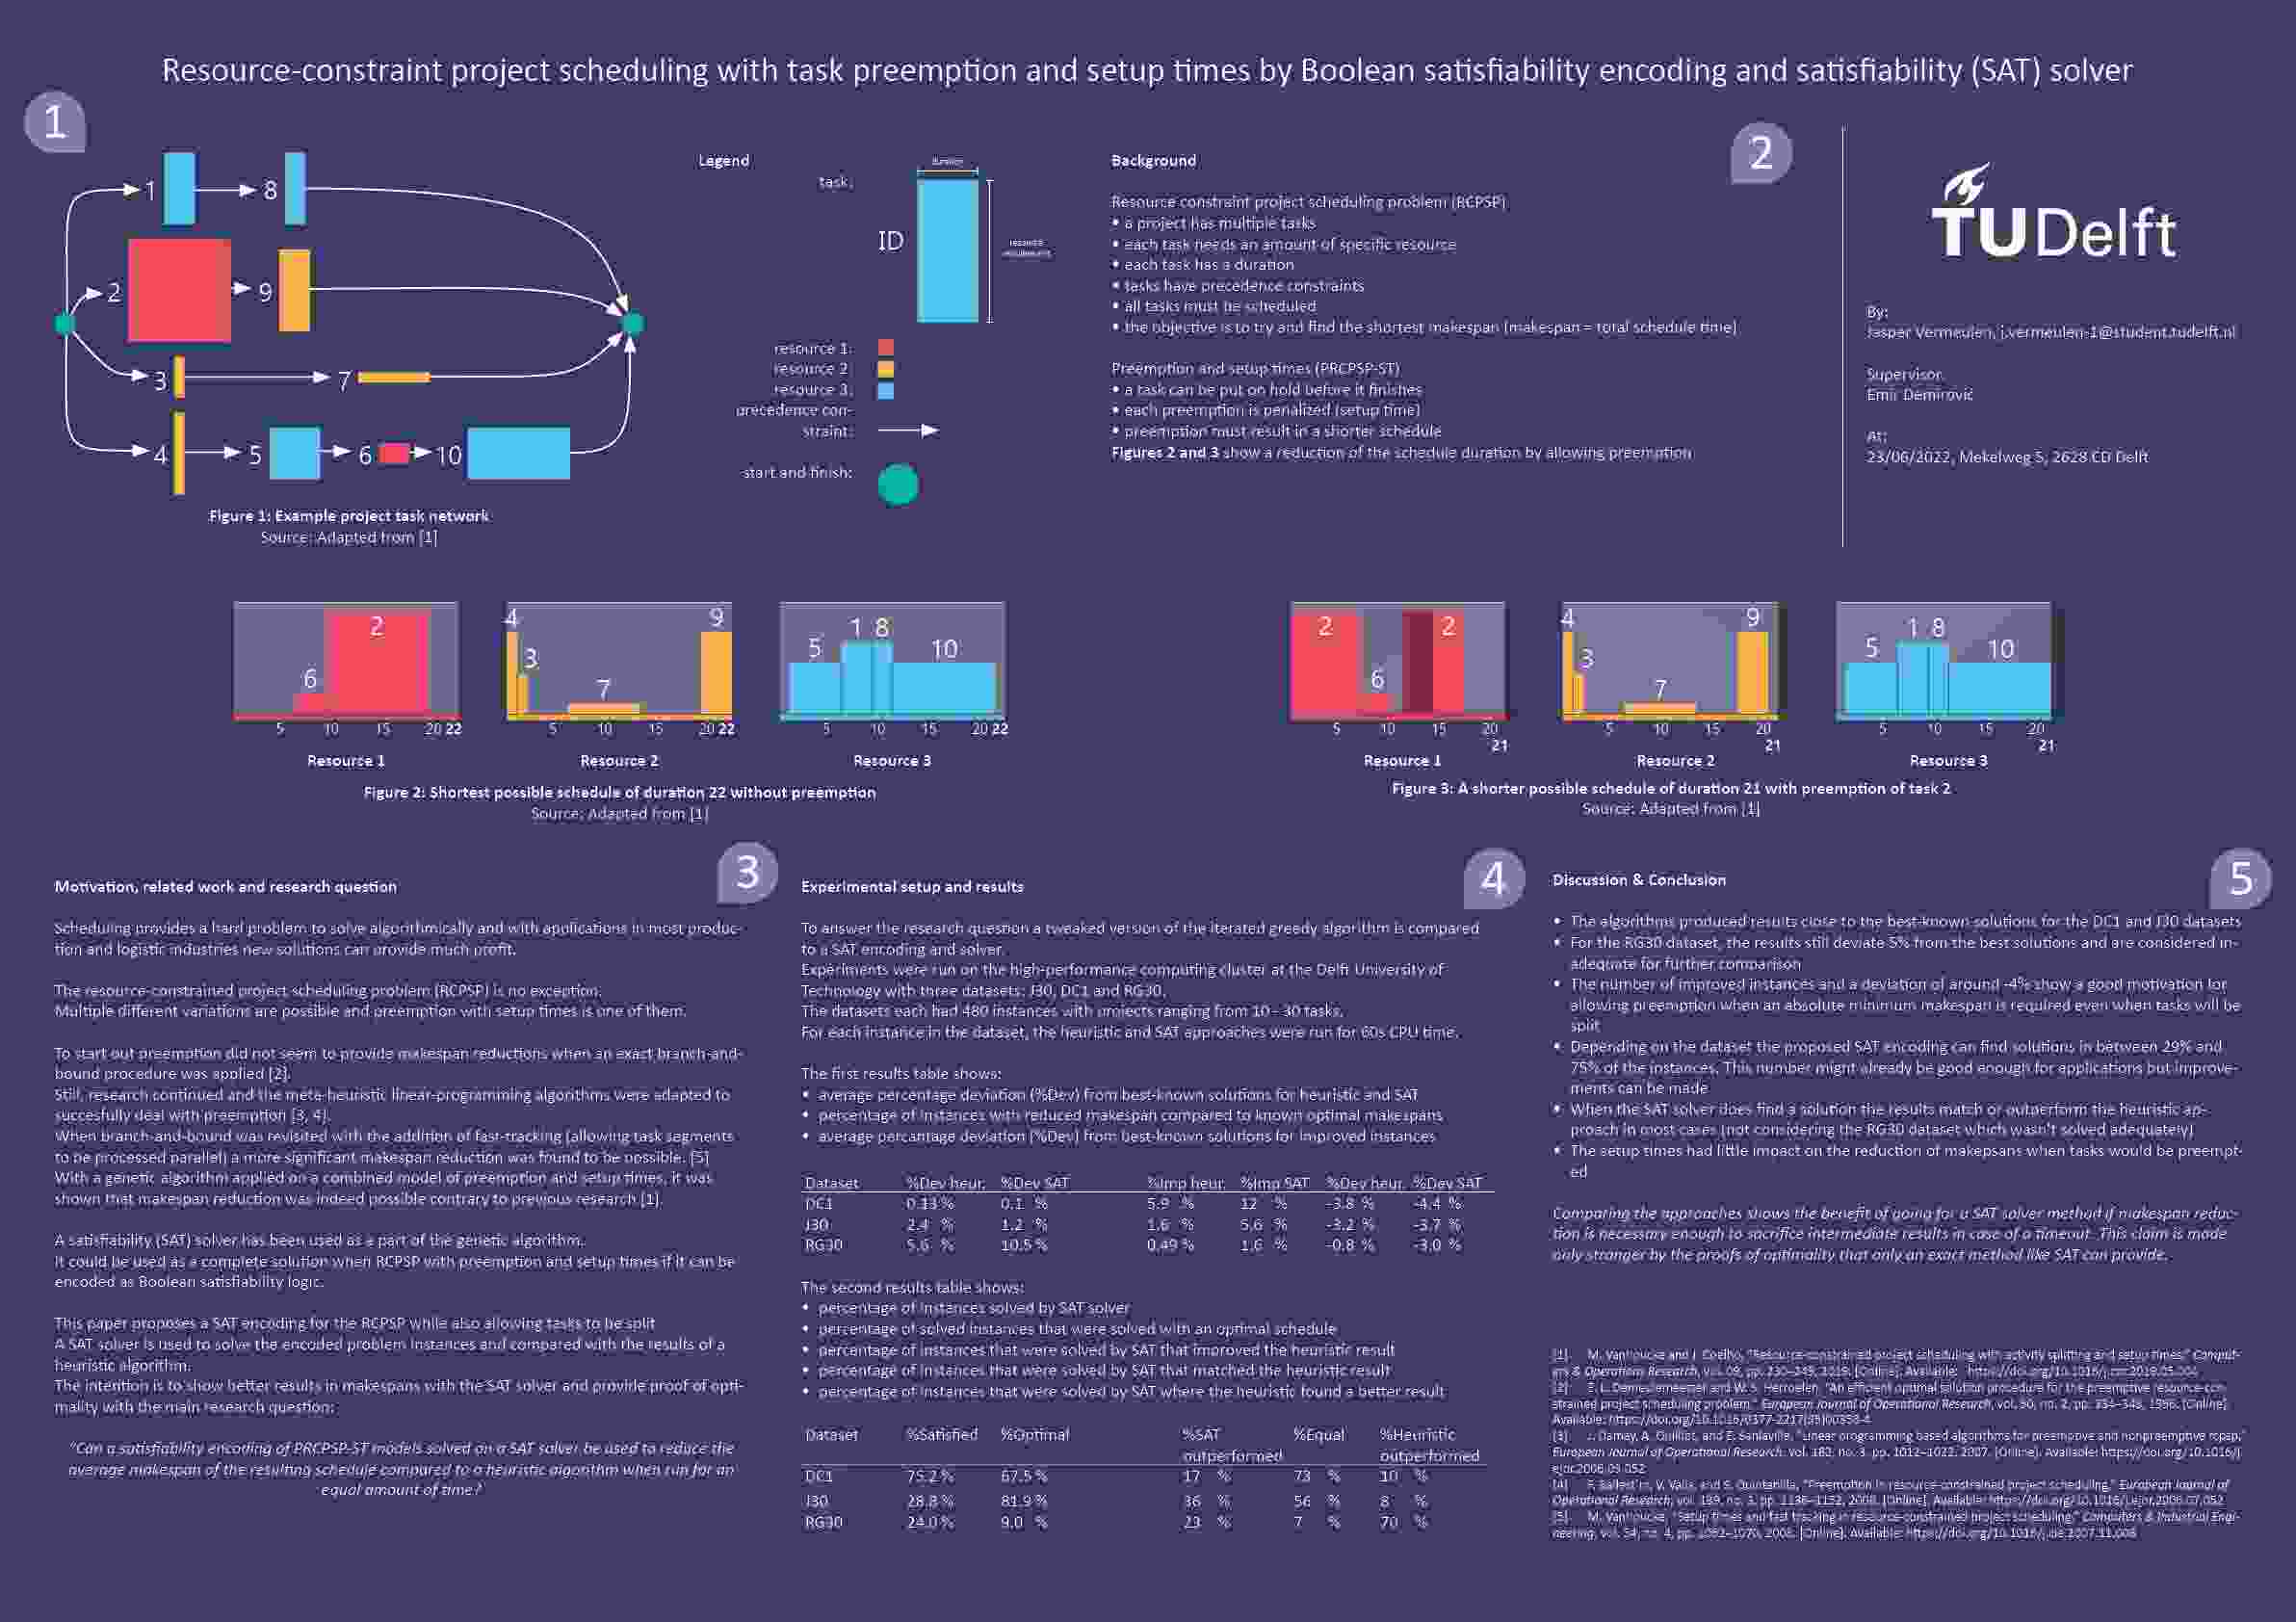 Resource-constraint project scheduling with task preemption and setup times by Boolean satisfiability encoding and satisfiability (SAT) solver
1
1
8
2
9
3
7
4
5
6
10
Figure 1: Example project task network
Source: Adapted from [1]
Legend
task:
duration
ID
resource
requirement
resource 1:
resource 2:
resource 3:
precedence con-
straint:
start and finish:
2
Background
Resource constraint project scheduling problem (RCPSP)
• a project has multiple tasks
• each task needs an amount of specific resource
• each task has a duration
• tasks have precedence constraints
• all tasks must be scheduled
• the objective is to try and find the shortest makespan (makespan = total schedule time)
Preemption and setup times (PRCPSP-ST)
• a task can be put on hold before it finishes
• each preemption is penalized (setup time)
• preemption must result in a shorter schedule
Figures 2 and 3 show a reduction of the schedule duration by allowing preemption
TU Delft
By:
Jasper Vermeulen, j.vermeulen-1@student.tudelft.nl
Supervisor:
Emir Demirović
At:
23/06/2022, Mekelweg 5, 2628 CD Delft
6
2
5 10 15 20 22
Resource 1
4
3
7
9
5 10 15 20 22
Resource 2
5
1 8
10
5 10 15 20 22
Resource 3
Figure 2: Shortest possible schedule of duration 22 without preemption
Source: Adapted from [1]
2
6
2
5 10 15 20
21
Resource 1
4
3
7
9
5 10 15 20
21
Resource 2
5
1 8
10
5 10 15 20
21
Resource 3
Figure 3: A shorter possible schedule of duration 21 with preemption of task 2
Source: Adapted from [1]
3
Motivation, related work and research question
Scheduling provides a hard problem to solve algorithmically and with applications in most produc-
tion and logistic industries new solutions can provide much profit.
The resource-constrained project scheduling problem (RCPSP) is no exception.
Multiple different variations are possible and preemption with setup times is one of them.
To start out preemption did not seem to provide makespan reductions when an exact branch-and-
bound procedure was applied [2].
Still, research continued and the meta-heuristic linear-programming algorithms were adapted to
succesfully deal with preemption [3, 4].
When branch-and-bound was revisited with the addition of fast-tracking (allowing task segments
to be processed parallel) a more significant makespan reduction was found to be possible. [5]
With a genetic algorithm applied on a combined model of preemption and setup times, it was
shown that makespan reduction was indeed possible contrary to previous research [1].
A satisfiability (SAT) solver has been used as a part of the genetic algorithm.
It could be used as a complete solution when RCPSP with preemption and setup times if it can be
encoded as Boolean satisfiability logic.
This paper proposes a SAT encoding for the RCPSP while also allowing tasks to be split
A SAT solver is used to solve the encoded problem instances and compared with the results of a
heuristic algorithm.
The intention is to show better results in makespans with the SAT solver and provide proof of opti-
mality with the main research question:
"Can a satisfiability encoding of PRCPSP-ST models solved on a SAT solver be used to reduce the
average makespan of the resulting schedule compared to a heuristic algorithm when run for an
equal amount of time?"
4
Experimental setup and results
To answer the research question a tweaked version of the iterated greedy algorithm is compared
to a SAT encoding and solver.
Experiments were run on the high-performance computing cluster at the Delft University of
Technology with three datasets: J30, DC1 and RG30.
The datasets each had 480 instances with projects ranging from 10 - 30 tasks.
For each instance in the dataset, the heuristic and SAT approaches were run for 60s CPU time.
The first results table shows:
• average percentage deviation (%Dev) from best-known solutions for heuristic and SAT
• percentage of instances with reduced makespan compared to known optimal makespans
• average percantage deviation (%Dev) from best-known solutions for improved instances
Dataset %Dev heur. %Dev SAT %Imp heur. %Imp SAT %Dev heur. %Dev SAT
DC1 0.13 % 0.1 % 5.9 % 12 % -3.8 % -4.4 %
J30 2.4 % 1.2 % 1.6 % 5.6 % -3.2 % -3.7 %
RG30 5.6 % 10.5 % 0.49 % 1.6 % -0.8 % -3.0 %
The second results table shows:
• percentage of instances solved by SAT solver
• percentage of solved instances that were solved with an optimal schedule
• percentage of instances that were solved by SAT that improved the heuristic result
• percentage of instances that were solved by SAT that matched the heuristic result
• percentage of instances that were solved by SAT where the heuristic found a better result
Dataset %Satisfied %Optimal %SAT %Equal %Heuristic
outperformed outperformed
DC1 75.2 % 67.5 % 17 % 73 % 10 %
J30 28.8 % 81.9 % 36 % 56 % 8 %
RG30 24.0 % 9.0 % 23 % 7 % 70 %
5
Discussion & Conclusion
• The algorithms produced results close to the best-known solutions for the DC1 and J30 datasets
• For the RG30 dataset, the results still deviate 5% from the best solutions and are considered in-
adequate for further comparison
• The number of improved instances and a deviation of around -4% show a good motivation for
allowing preemption when an absolute minimum makespan is required even when tasks will be
split
• Depending on the dataset the proposed SAT encoding can find solutions in between 29% and
75% of the instances. This number might already be good enough for applications but improve-
ments can be made
• When the SAT solver does find a solution the results match or outperform the heuristic ap-
proach in most cases (not considering the RG30 dataset which wasn't solved adequately)
• The setup times had little impact on the reduction of makepsans when tasks would be preempt-
ed
Comparing the approaches shows the benefit of going for a SAT solver method if makespan reduc-
tion is necessary enough to sacrifice intermediate results in case of a timeout. This claim is made
only stronger by the proofs of optimality that only an exact method like SAT can provide.
[1] M. Vanhoucke and J. Coelho, "Resource-constrained project scheduling with activity splitting and setup times," Comput-
ers & Operations Research, vol. 09, pp. 230–249, 2019. [Online]. Available:
[2] E. L. Demeulemeester and W. S. Herroelen, "An efficient optimal solution procedure for the preemptive resource-con-
strained project scheduling problem," European Journal of Operational Research, vol. 90, no. 2, pp. 334–348, 1996. [Online].
Available:
[3] J. Damay, A. Quilliot, and E. Sanlaville, "Linear programming based algorithms for preemptive and nonpreemptive rcpsp,"
European Journal of Operational Research, vol. 182, no. 3, pp. 1012–1022, 2007. [Online]. Available: https://doi.org/10.1016/j.
ejor.2006.09.052
[4] F. Ballestín, V. Valls, and S. Quintanilla, "Preemption in resource-constrained project scheduling," European Journal of
Operational Research, vol. 189, no. 3, pp. 1136–1152, 2008. [Online]. Available:
[5] M. Vanhoucke, "Setup times and fast tracking in resource-constrained project scheduling," Computers & Industrial Engi-
neering, vol. 54, no. 4, pp. 1062–1070, 2008. [Online]. Available: